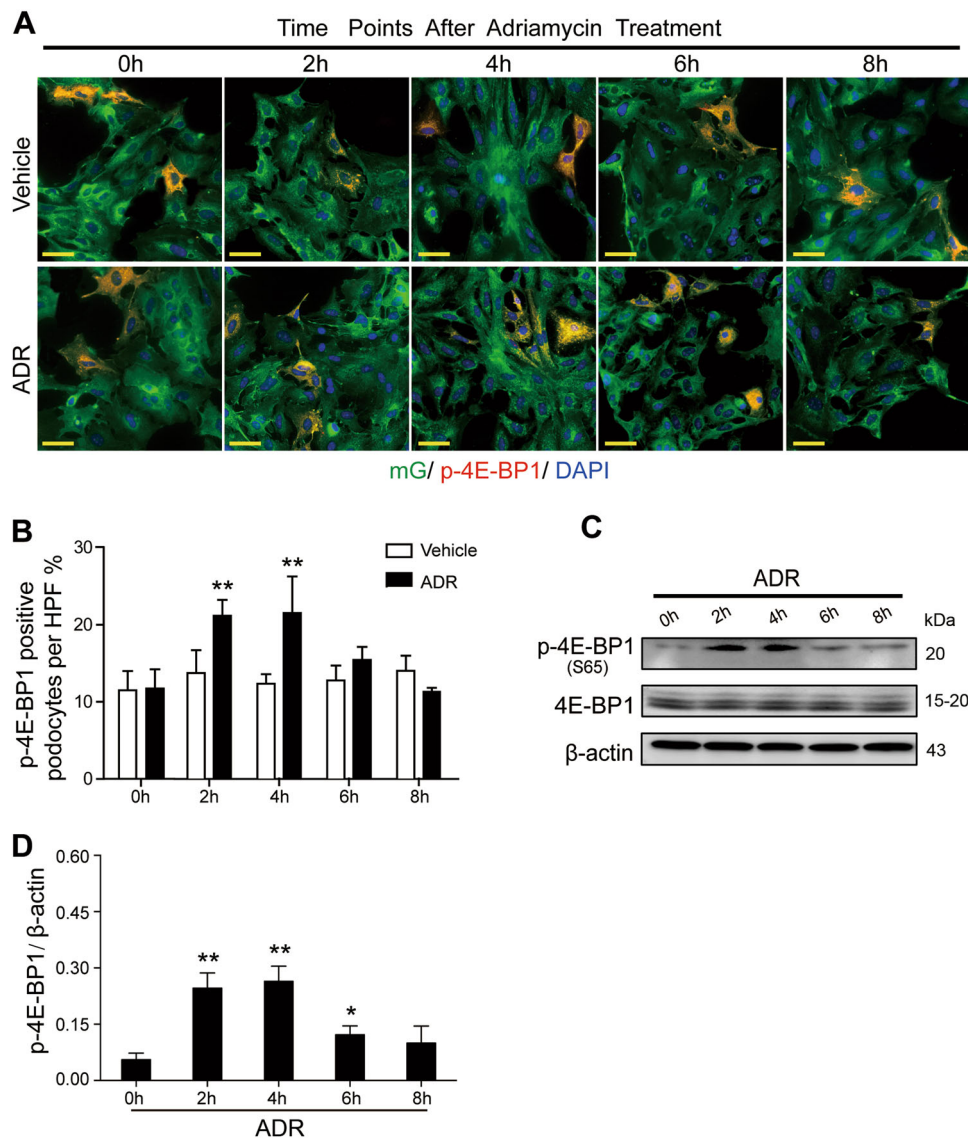 A
Time Points After Adriamycin Treatment
0h 2h 4h 6h 8h
Vehicle
ADR
mG/ p-4E-BP1/ DAPI
B
p-4E-BP1 positive
podocytes per HPF %
30
20
10
0
Vehicle
ADR
** **
0h 2h 4h 6h 8h
C
ADR
0h 2h 4h 6h 8h kDa
p-4E-BP1
(S65)
20
4E-BP1 15-20
β-actin 43
D
p-4E-BP1/ β-actin
0.60
0.45
0.30
0.15
0.00
** ** *
0h 2h 4h 6h 8h
ADR